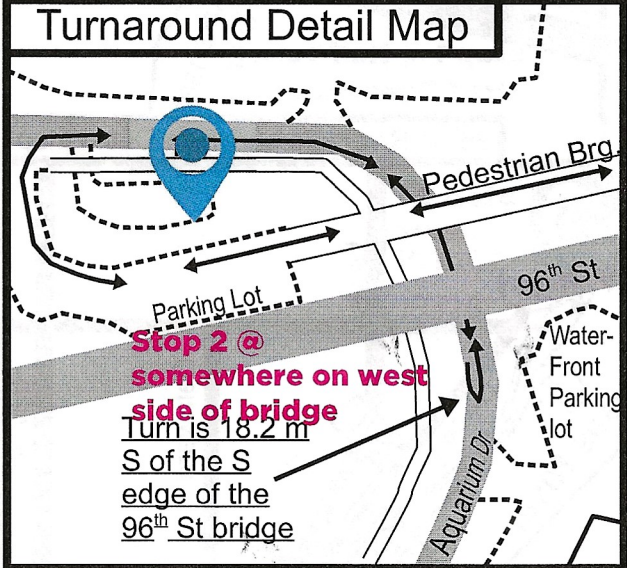 Turnaround Detail Map
Pedestrian Brg.
96th St
Parking Lot
Water-
Front
Parking
lot
Stop 2 @
somewhere on west
side of bridge
Turn is 18.2 m
S of the S
edge of the
96th St bridge
Aquarium Dr